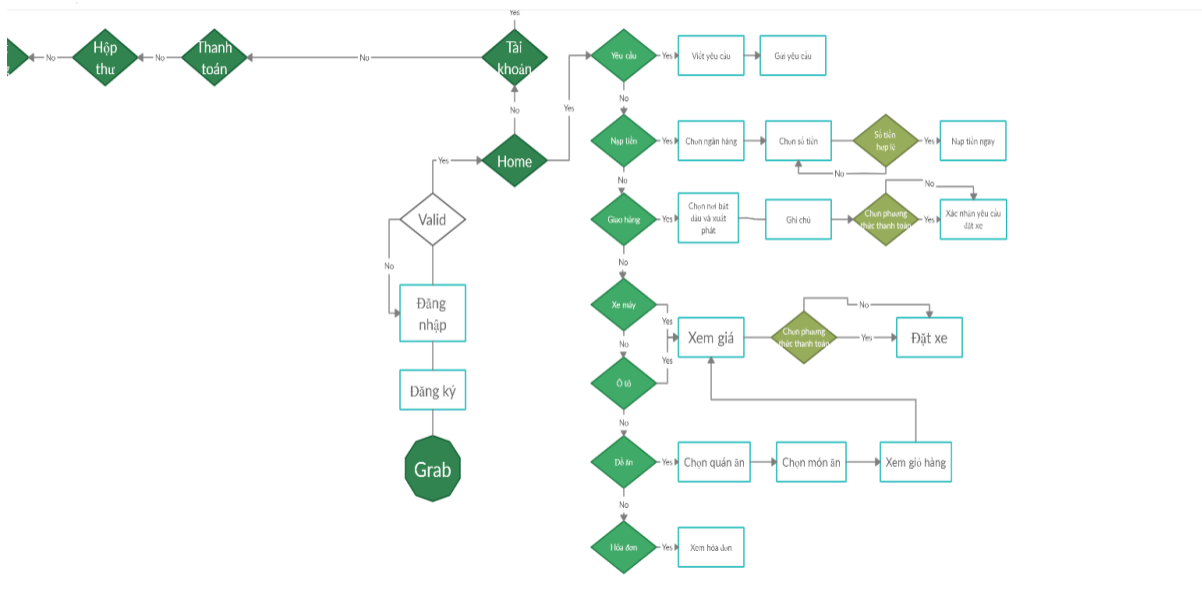 Yes
Hộp
thư
No
Thanh
toán
No
No
Tài
khoản
No
Home
Yes
Yes
Valid
No
Đăng
nhập
Đăng ký
Grab
Yêu cầu
Yes
Viết yêu cầu
Gửi yêu cầu
No
Nạp tiền
Yes
Chọn ngân hàng
Chọn số tiền
Số tiền
hợp lệ
Yes
Nạp tiền ngay
No
No
Giao hàng
Yes
Chọn nơi bắt
đầu và xuất
phát
Ghi chú
Chọn phương
thức thanh toán
No
Yes
Xác nhận yêu cầu
đặt xe
No
Xe máy
Yes
No
Ô tô
Yes
Xem giá
Chọn phương
thức thanh toán
No
Yes
Đặt xe
No
Đồ ăn
Yes
Chọn quán ăn
Chọn món ăn
Xem giỏ hàng
No
Hóa đơn
Yes
Xem hóa đơn